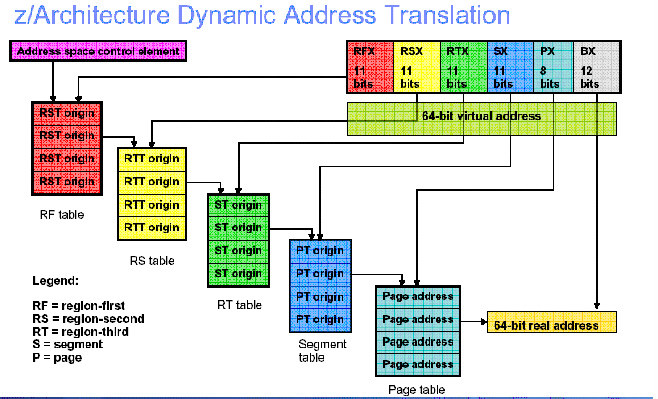 z/Architecture Dynamic Address Translation
Address space control element
RFX RSX RTX SX PX BX
11 11 11 11 8 12
bits bits bits bits bits bits
64-bit virtual address
RST origin
RST origin
RST origin
RST origin
RF table
RTT origin
RTT origin
RTT origin
RTT origin
RS table
ST origin
ST origin
ST origin
ST origin
RT table
PT origin
PT origin
PT origin
PT origin
Segment
table
Page address
Page address
Page address
Page address
Page table
64-bit real address
Legend:
RF = region-first
RS = region-second
RT = region-third
S = segment
P = page